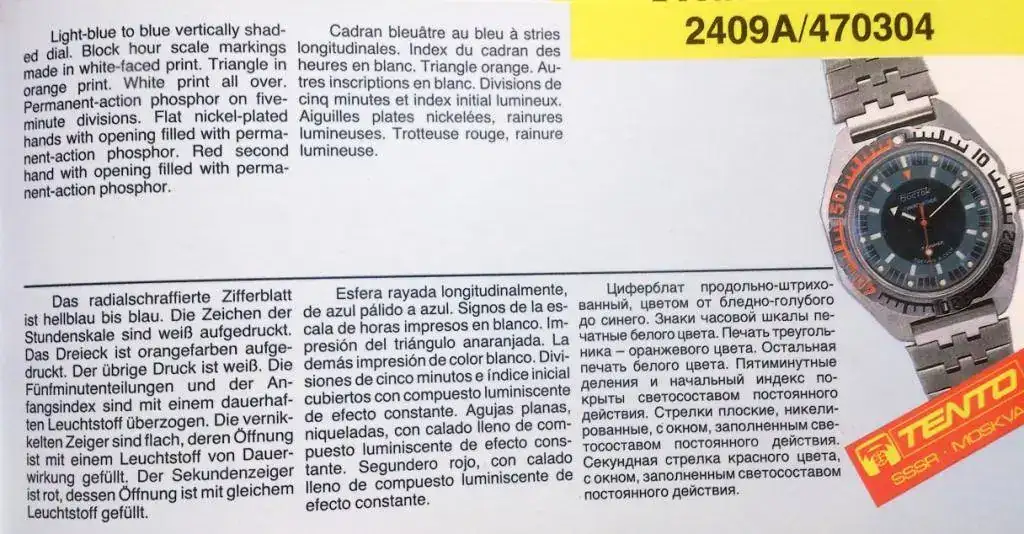 Light-blue to blue vertically shad-
ed dial. Block hour scale markings
made in white-faced print. Triangle in
orange print. White print all over.
Permanent-action phosphor on five-
minute divisions. Flat nickel-plated
hands with opening filled with perma-
nent-action phosphor. Red second
hand with opening filled with perma-
nent-action phosphor.
Cadran bleuâtre au bleu à stries
longitudinales. Index du cadran des
heures en blanc. Triangle orange. Au-
tres inscriptions en blanc. Divisions de
cinq minutes et index initial lumineux.
Aiguilles plates nickelées, rainures
lumineuses. Trotteuse rouge, rainure
lumineuse.
2409A/470304
10
50
Восток
Das radialschraffierte Zifferblatt
ist hellblau bis blau. Die Zeichen der
Stundenskale sind weiß aufgedruckt.
Das Dreieck ist orangefarben aufge-
druckt. Der übrige Druck ist weiß. Die
Fünfminutenteilungen und der An-
fangsindex sind mit einem dauerhaf-
ten Leuchtstoff überzogen. Die vernik-
kelten Zeiger sind flach, deren Öffnung
ist mit einem Leuchtstoff von Dauer-
wirkung gefüllt. Der Sekundenzeiger
ist rot, dessen Öffnung ist mit gleichem
Leuchtstoff gefüllt.
Esfera rayada longitudinalmente,
de azul pálido a azul. Signos de la es-
cala de horas impresos en blanco. Im-
presión del triángulo anaranjada. La
demás impresión de color blanco. Divi-
siones de cinco minutos e índice inicial
cubiertos con compuesto luminiscente
de efecto constante. Agujas planas,
niqueladas, con calado lleno de com-
puesto luminiscente de efecto cons-
tante. Segundero rojo, con calado
lleno de compuesto luminiscente de
efecto constante.
Циферблат продольно-штрихо-
ванный, цветом от бледно-голубого
до синего. Знаки часовой шкалы пе-
чатные белого цвета. Печать треуголь-
ника – оранжевого цвета. Остальная
печать белого цвета. Пятиминутные
деления и начальный индекс по-
крыты светосоставом постоянного
действия. Стрелки плоские, никели-
рованные, с окном, заполненным све-
тосоставом постоянного действия.
Секундная стрелка красного цвета,
с окном, заполненным светосоставом
постоянного действия.
TENTO
SSSR · MOSKVA